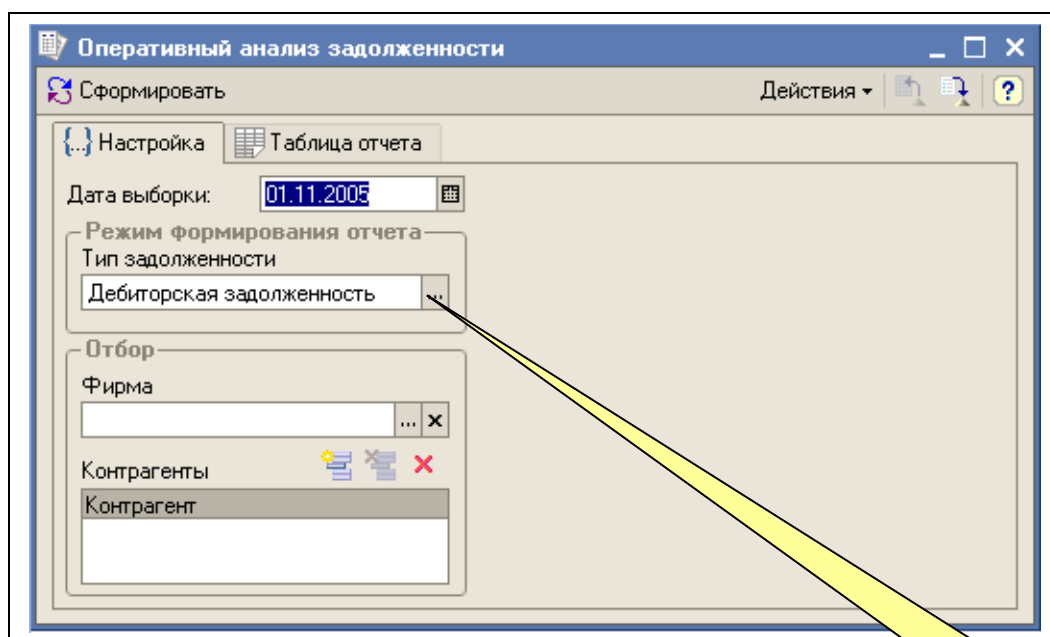 Оперативный анализ задолженности
Сформировать
Действия
?
{...} Настройка
Таблица отчета
Дата выборки:
01.11.2005
Режим формирования отчета
Тип задолженности
Дебиторская задолженность
...
Отбор
Фирма
... x
Контрагенты
Контрагент